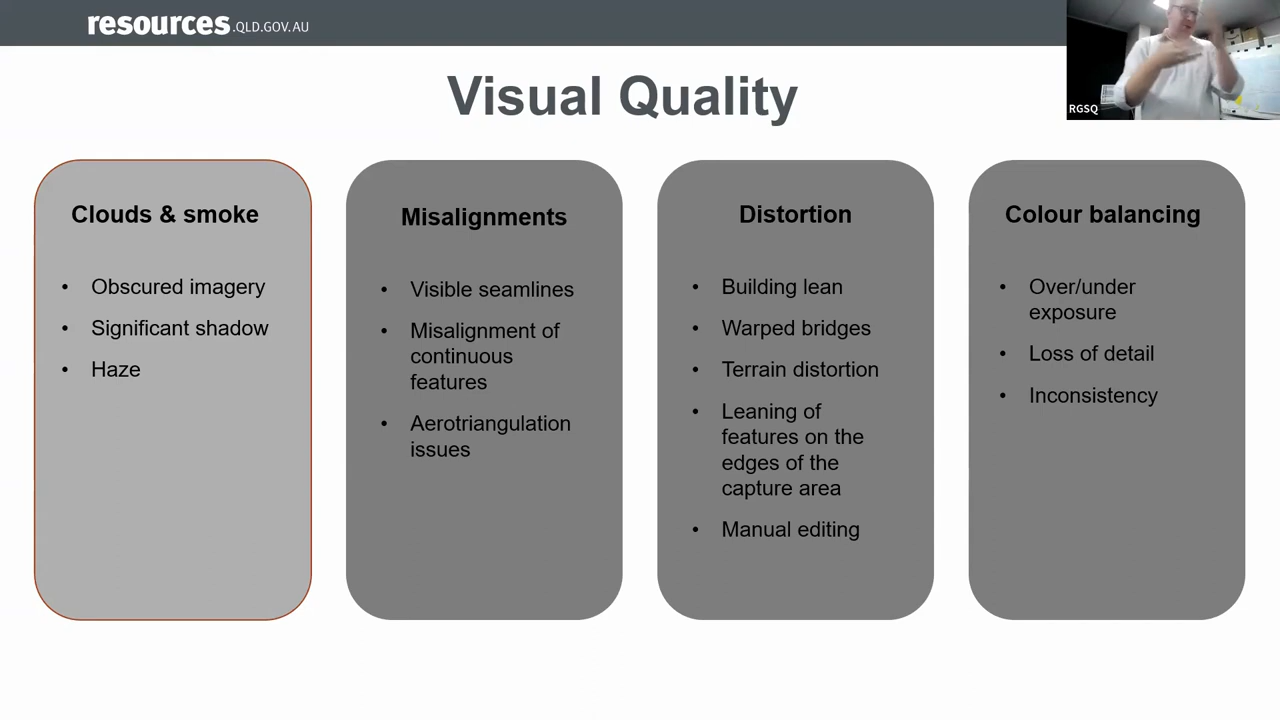 resources.QLD.GOV.AU
RGSQ
Visual Quality
Clouds & smoke
• Obscured imagery
• Significant shadow
• Haze
Misalignments
• Visible seamlines
• Misalignment of
continuous
features
• Aerotriangulation
issues
Distortion
• Building lean
• Warped bridges
• Terrain distortion
• Leaning of
features on the
edges of the
capture area
• Manual editing
Colour balancing
• Over/under
exposure
• Loss of detail
• Inconsistency